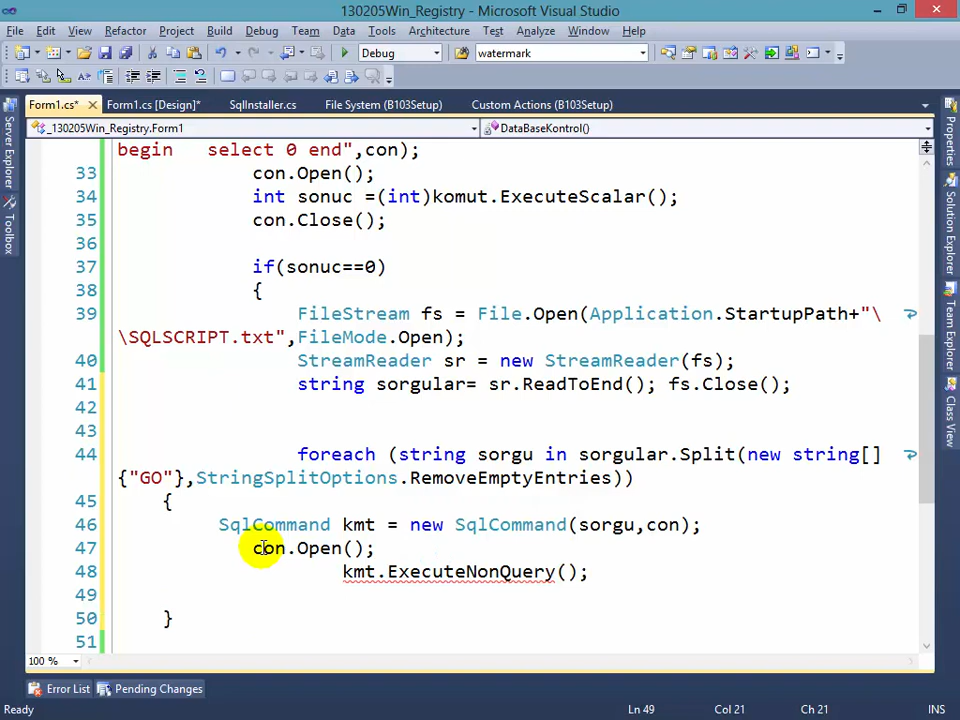 130205Win_Registry - Microsoft Visual Studio
File Edit View Refactor Project Build Debug Team Data Tools Architecture Test Analyze Window Help
Debug watermark
Form1.cs* Form1.cs [Design]* SqlInstaller.cs File System (B103Setup) Custom Actions (B103Setup)
_130205Win_Registry.Form1 DataBaseKontrol()
begin select 0 end",con);
33 con.Open();
34 int sonuc =(int)komut.ExecuteScalar();
35 con.Close();
36
37 if(sonuc==0)
38 {
39 FileStream fs = File.Open(Application.StartupPath+"\
\SQLSCRIPT.txt",FileMode.Open);
40 StreamReader sr = new StreamReader(fs);
41 string sorgular= sr.ReadToEnd(); fs.Close();
42
43
44 foreach (string sorgu in sorgular.Split(new string[]
{"GO"},StringSplitOptions.RemoveEmptyEntries))
45 {
46 SqlCommand kmt = new SqlCommand(sorgu,con);
47 con.Open();
48 kmt.ExecuteNonQuery();
49
50 }
51
100 %
Error List Pending Changes
Ready Ln 49 Col 21 Ch 21 INS
Server Explorer
Toolbox
Properties
Solution Explorer
Team Explorer
Class View